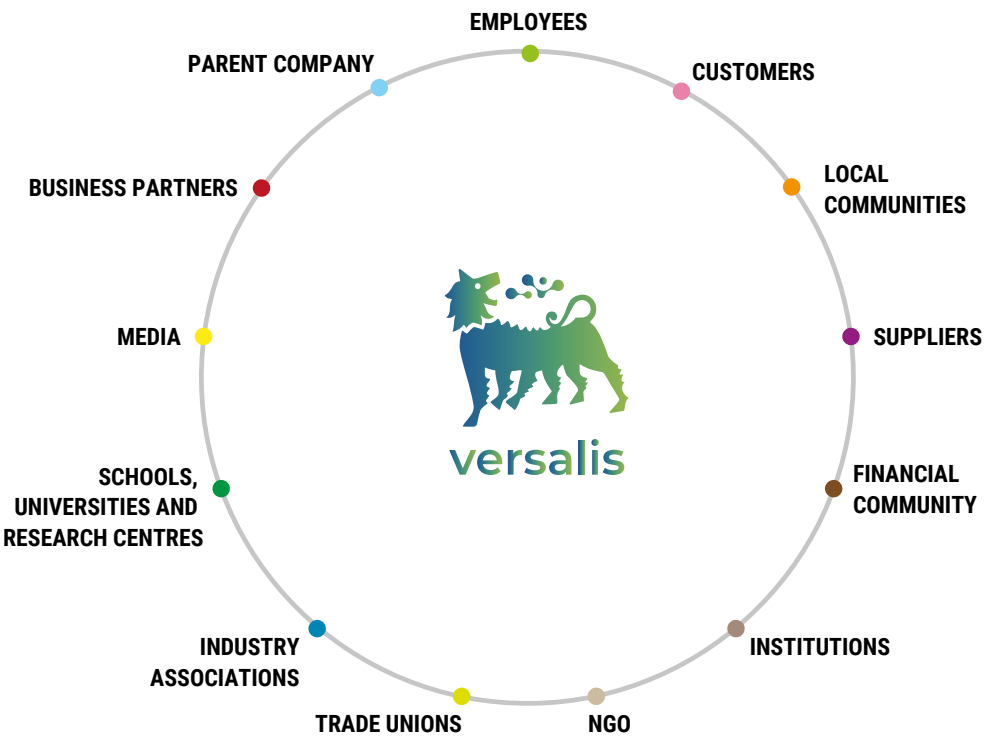 EMPLOYEES
PARENT COMPANY
CUSTOMERS
LOCAL
COMMUNITIES
BUSINESS PARTNERS
MEDIA
SUPPLIERS
versalis
SCHOOLS,
UNIVERSITIES AND
RESEARCH CENTRES
FINANCIAL
COMMUNITY
INDUSTRY
ASSOCIATIONS
INSTITUTIONS
TRADE UNIONS
NGO